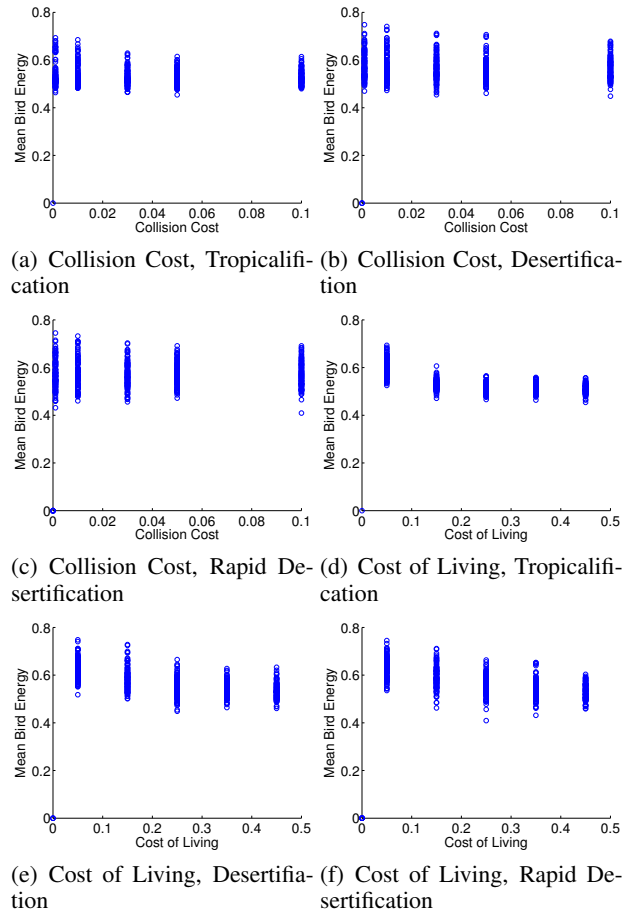 0.8
0.6
0.4
0.2
0
Mean Bird Energy
0 0.02 0.04 0.06 0.08 0.1
Collision Cost
(a) Collision Cost, Tropicalifi-
cation
0.8
0.6
0.4
0.2
0
Mean Bird Energy
0 0.02 0.04 0.06 0.08 0.1
Collision Cost
(b) Collision Cost, Desertifica-
tion
0.8
0.6
0.4
0.2
0
Mean Bird Energy
0 0.02 0.04 0.06 0.08 0.1
Collision Cost
(c) Collision Cost, Rapid De-
sertification
0.8
0.6
0.4
0.2
0
Mean Bird Energy
0 0.1 0.2 0.3 0.4 0.5
Cost of Living
(d) Cost of Living, Tropicalifi-
cation
0.8
0.6
0.4
0.2
0
Mean Bird Energy
0 0.1 0.2 0.3 0.4 0.5
Cost of Living
(e) Cost of Living, Desertifia-
tion
0.8
0.6
0.4
0.2
0
Mean Bird Energy
0 0.1 0.2 0.3 0.4 0.5
Cost of Living
(f) Cost of Living, Rapid De-
sertification